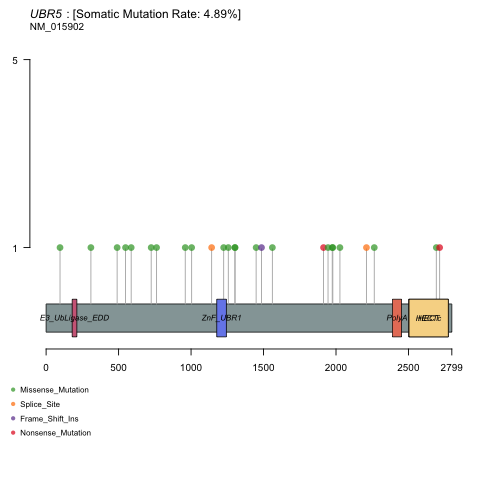 UBR5 : [Somatic Mutation Rate: 4.89%]
NM_015902
5
1
E3_UbLigase_EDD
ZnF_UBR1
PolyA
HECTc
0
500
1000
1500
2000
2500
2799
Missense_Mutation
Splice_Site
Frame_Shift_Ins
Nonsense_Mutation